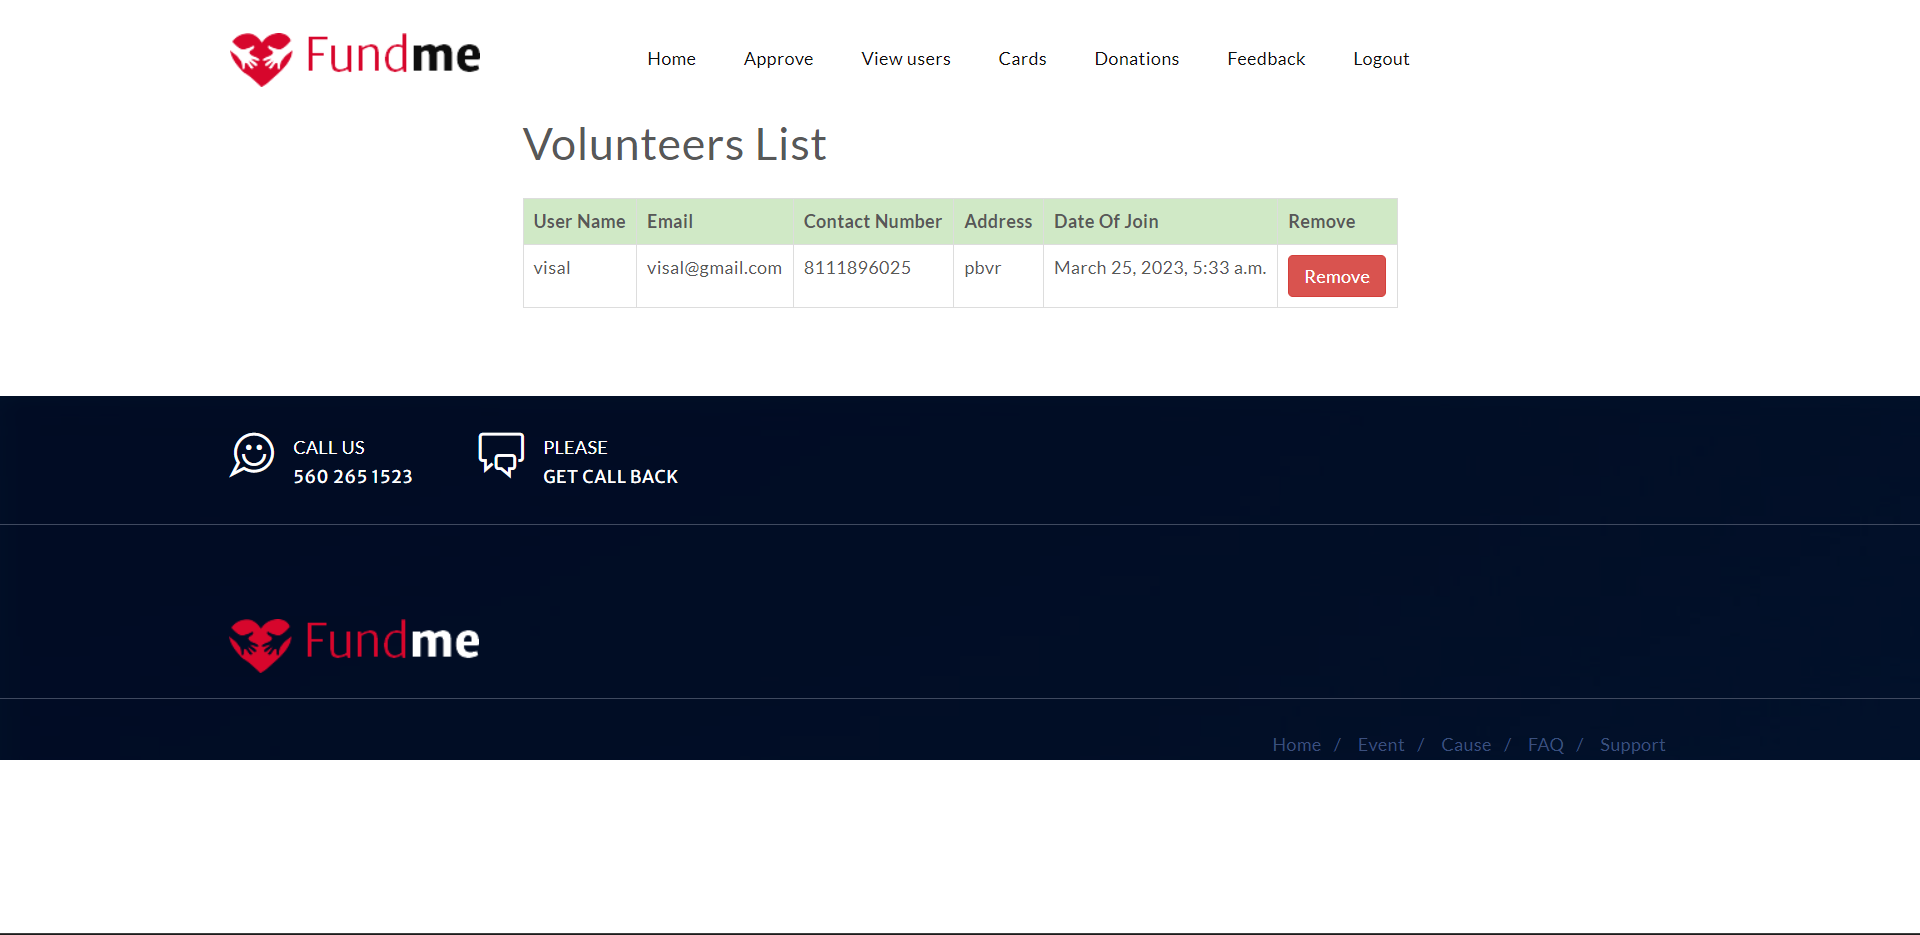 Fundme
Home Approve View users Cards Donations Feedback Logout
Volunteers List
User Name Email Contact Number Address Date Of Join Remove
visal visal@gmail.com 8111896025 pbvr March 25, 2023, 5:33 a.m. Remove
CALL US
560 265 1523
PLEASE
GET CALL BACK
Fundme
Home / Event / Cause / FAQ / Support